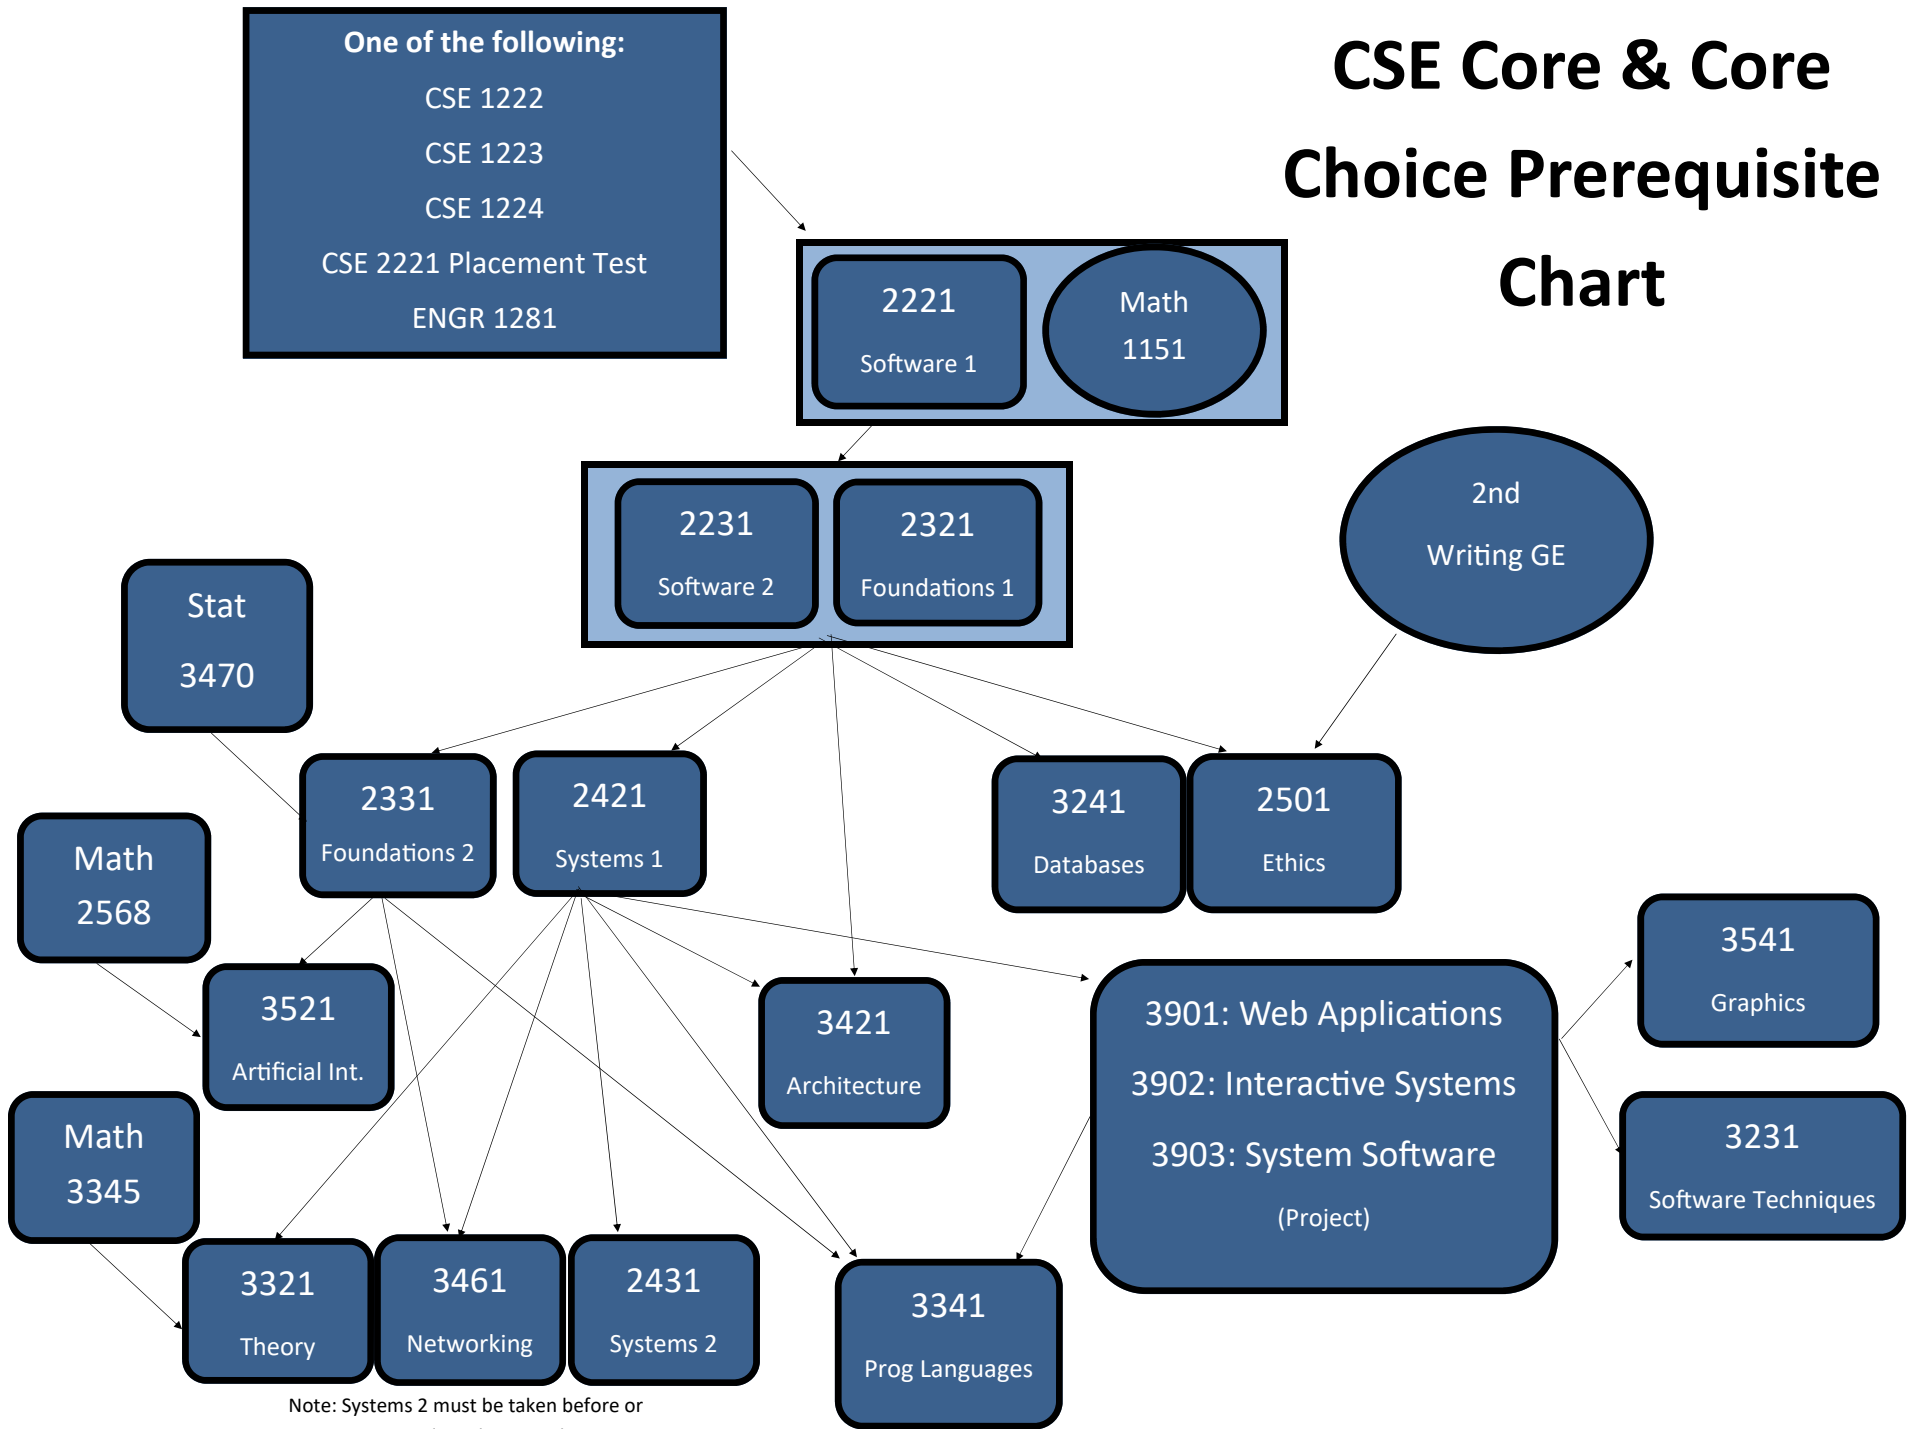 CSE Core & Core
Choice Prerequisite
Chart
One of the following:
CSE 1222
CSE 1223
CSE 1224
CSE 2221 Placement Test
ENGR 1281
2221
Software 1
Math
1151
2231
Software 2
2321
Foundations 1
2nd
Writing GE
Stat
3470
2331
Foundations 2
2421
Systems 1
3241
Databases
2501
Ethics
Math
2568
3521
Artificial Int.
3421
Architecture
3901: Web Applications
3902: Interactive Systems
3903: System Software
(Project)
3541
Graphics
3231
Software Techniques
Math
3345
3321
Theory
3461
Networking
2431
Systems 2
3341
Prog Languages
Note: Systems 2 must be taken before or